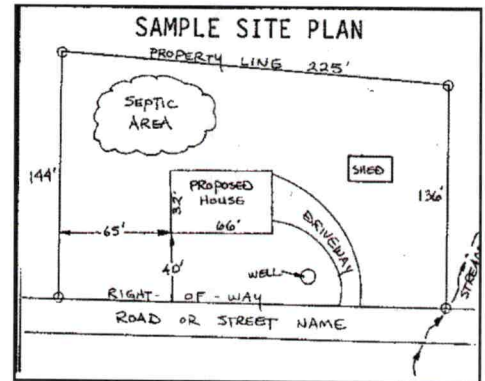 SAMPLE SITE PLAN
PROPERTY LINE 225'
SEPTIC
AREA
144'
PROPOSED
HOUSE
32'
66'
SHED
136'
DRIVEWAY
65'
40'
WELL
STREAM
RIGHT-OF-WAY
ROAD OR STREET NAME